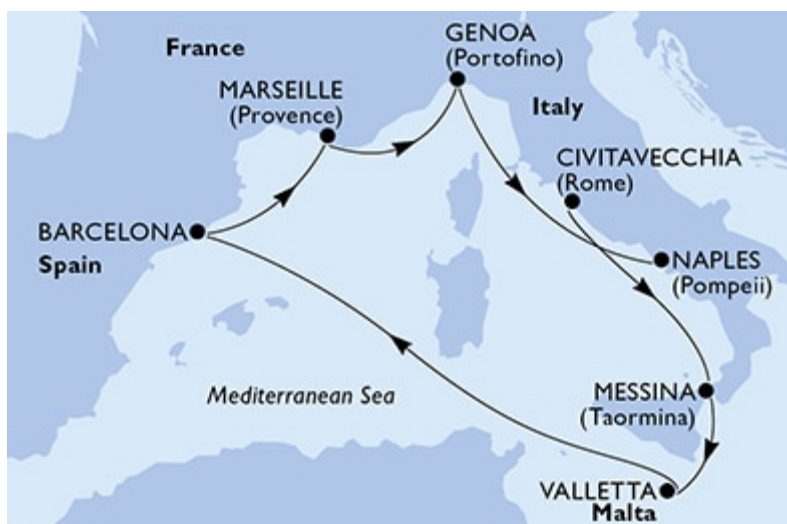 France
GENOA
(Portofino)
MARSEILLE
(Provence)
Italy
CIVITAVECCHIA
(Rome)
BARCELONA
Spain
NAPLES
(Pompeii)
Mediterranean Sea
MESSINA
(Taormina)
VALLETTA
Malta